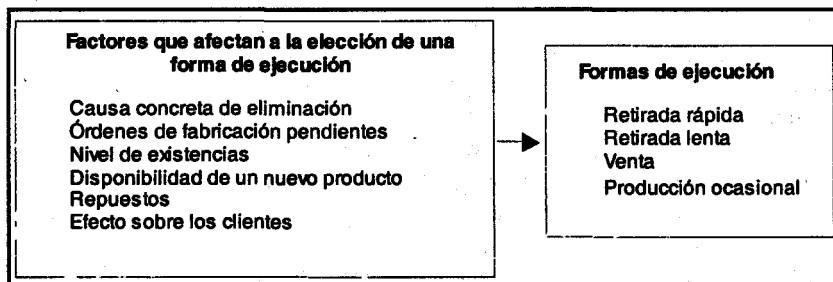 Factores que afectan a la elección de una
forma de ejecución
Causa concreta de eliminación
Órdenes de fabricación pendientes
Nivel de existencias
Disponibilidad de un nuevo producto
Repuestos
Efecto sobre los clientes
Formas de ejecución
Retirada rápida
Retirada lenta
Venta
Producción ocasional